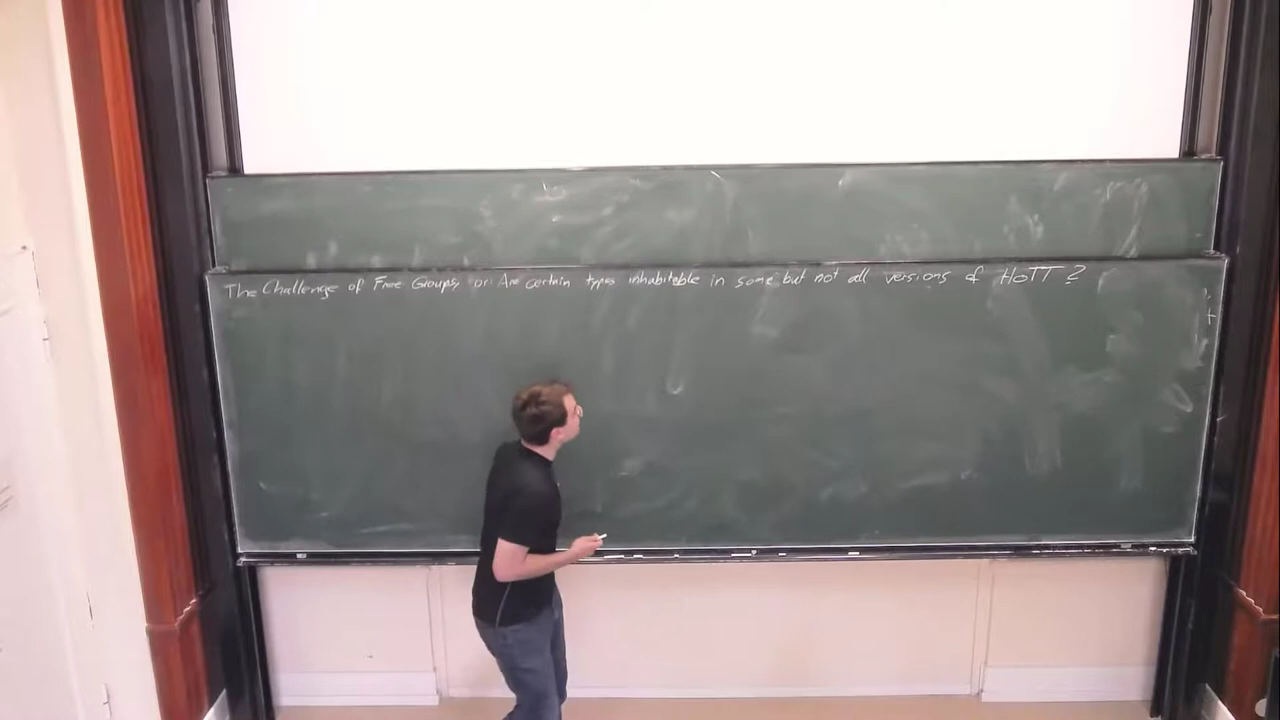 The Challenge of Free Groups, or: Are certain types inhabitable in some but not all versions of HoTT?